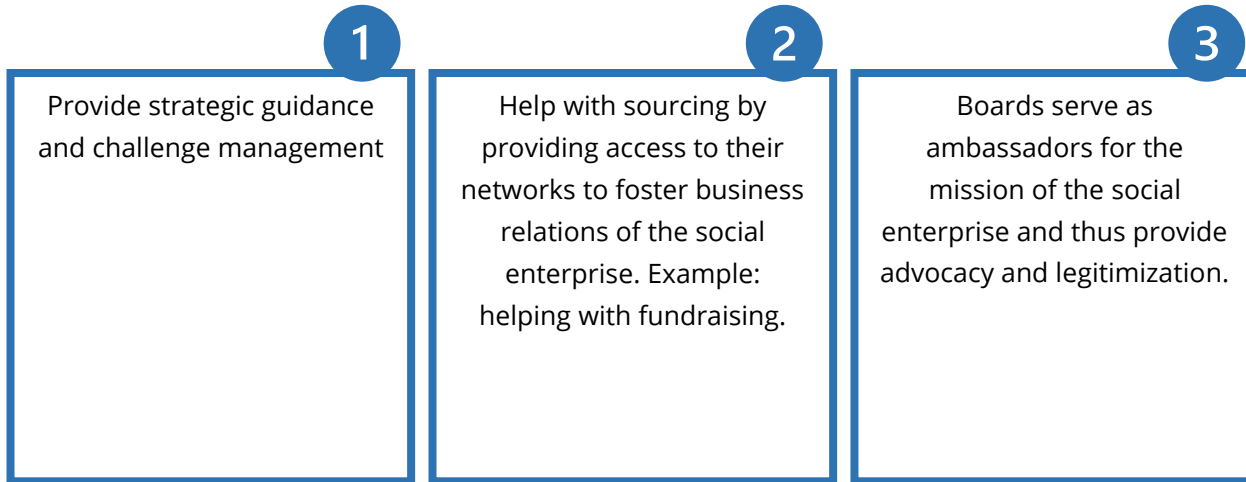 1
Provide strategic guidance
and challenge management
2
Help with sourcing by
providing access to their
networks to foster business
relations of the social
enterprise. Example:
helping with fundraising.
3
Boards serve as
ambassadors for the
mission of the social
enterprise and thus provide
advocacy and legitimization.